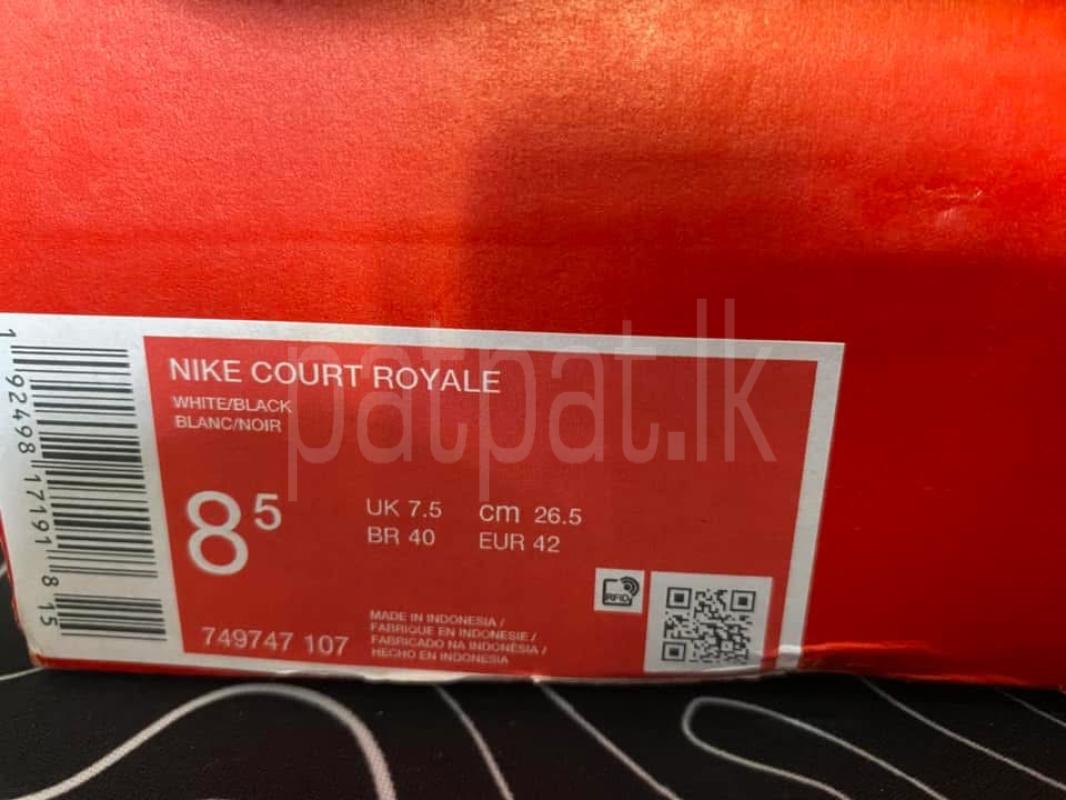 NIKE COURT ROYALE
WHITE/BLACK
BLANC/NOIR
8 5
UK 7.5 cm 26.5
BR 40 EUR 42
749747 107
MADE IN INDONESIA /
FABRIQUE EN INDONESIE /
FABRICADO NA INDONÉSIA /
HECHO EN INDONESIA
RFID
1 92498 17191 8 15
patpat.lk